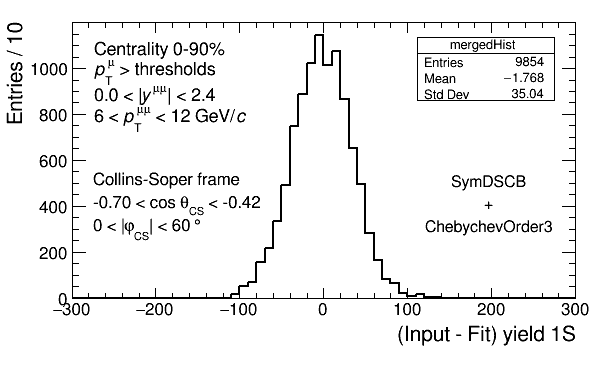 Entries / 10
1000
800
600
400
200
0
−300 −200 −100 0 100 200 300
(Input - Fit) yield 1S
Centrality 0-90%
p_T^μ > thresholds
0.0 < |y^μμ| < 2.4
6 < p_T^μμ < 12 GeV/c
Collins-Soper frame
-0.70 < cos θ_CS < -0.42
0 < |φ_CS| < 60 °
mergedHist
Entries 9854
Mean −1.768
Std Dev 35.04
SymDSCB
+
ChebychevOrder3